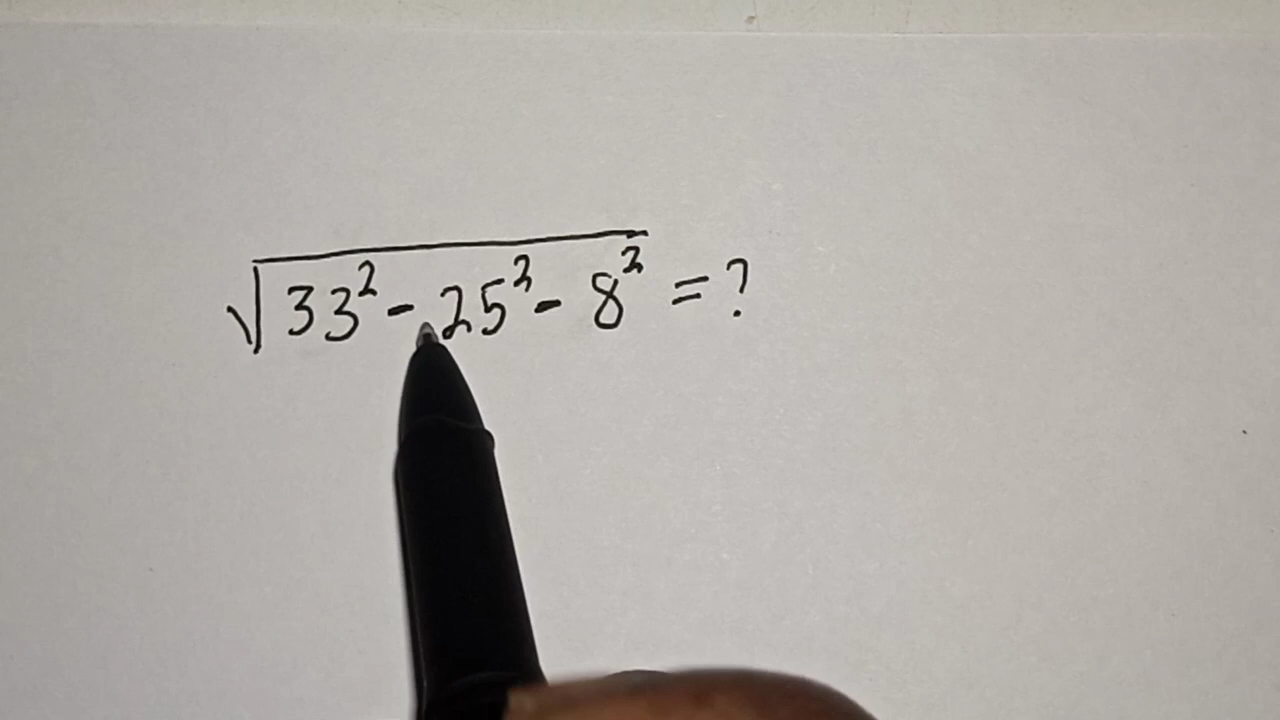 √33² - 25² - 8² = ?